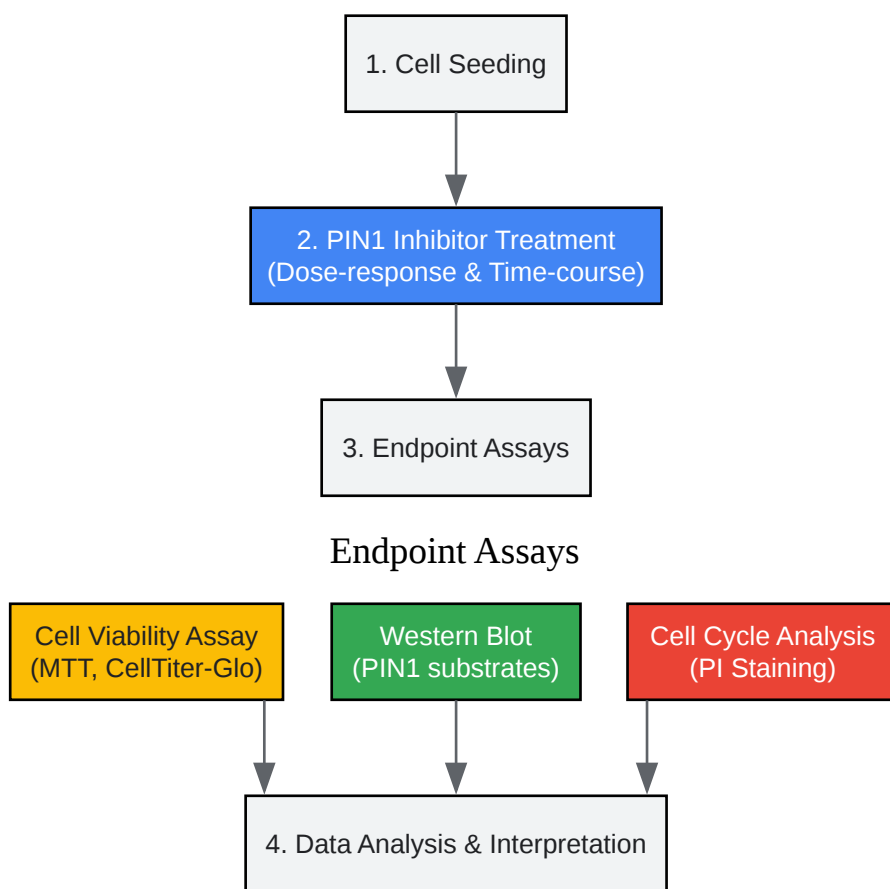 1. Cell Seeding
2. PIN1 Inhibitor Treatment
(Dose-response & Time-course)
3. Endpoint Assays
Endpoint Assays
Cell Viability Assay
(MTT, CellTiter-Glo)
Western Blot
(PIN1 substrates)
Cell Cycle Analysis
(PI Staining)
4. Data Analysis & Interpretation